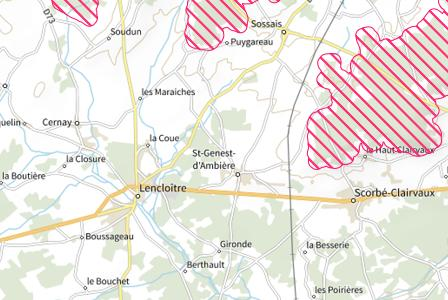 D73
Sossais
Soudun
Puygareau
les Maraiches
quelin
Cernay
la Coue
le Haut Clairvaux
la Closure
St-Genest-
d'Ambière
la Boutière
Lencloître
Scorbé-Clairvaux
Boussageau
Gironde
la Besserie
Berthault
le Bouchet
les Poirières